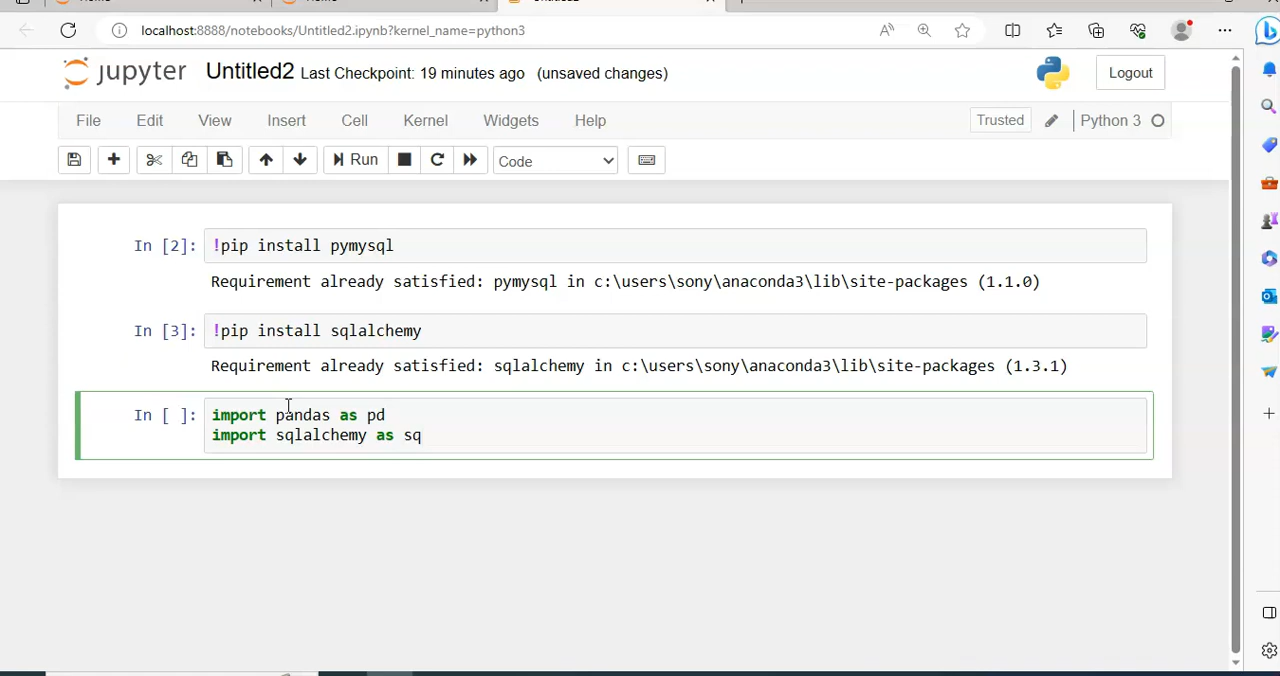 localhost:8888/notebooks/Untitled2.ipynb?kernel_name=python3
jupyter Untitled2 Last Checkpoint: 19 minutes ago (unsaved changes)
Logout
File Edit View Insert Cell Kernel Widgets Help
Trusted
Python 3
Run
Code
In [2]: !pip install pymysql
Requirement already satisfied: pymysql in c:\users\sony\anaconda3\lib\site-packages (1.1.0)
In [3]: !pip install sqlalchemy
Requirement already satisfied: sqlalchemy in c:\users\sony\anaconda3\lib\site-packages (1.3.1)
In [ ]: import pandas as pd
import sqlalchemy as sq